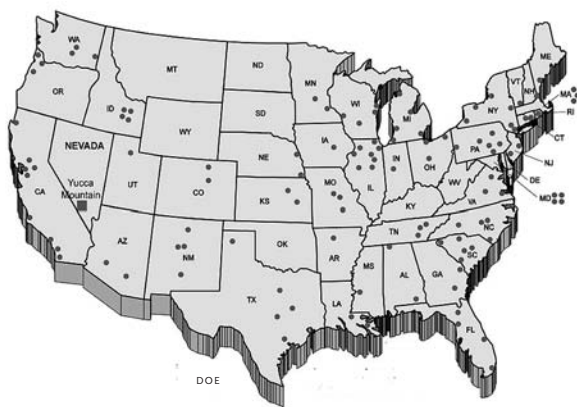 WA
MT
ND
MN
ME
VT
NH
MA
OR
ID
SD
WI
MI
NY
RI
CT
WY
IA
PA
NJ
NEVADA
NE
IL
IN
OH
DE
MD
CA
Yucca
Mountain
UT
CO
KS
MO
WV
VA
KY
NC
TN
AZ
NM
OK
AR
SC
MS
AL
GA
TX
LA
FL
DOE